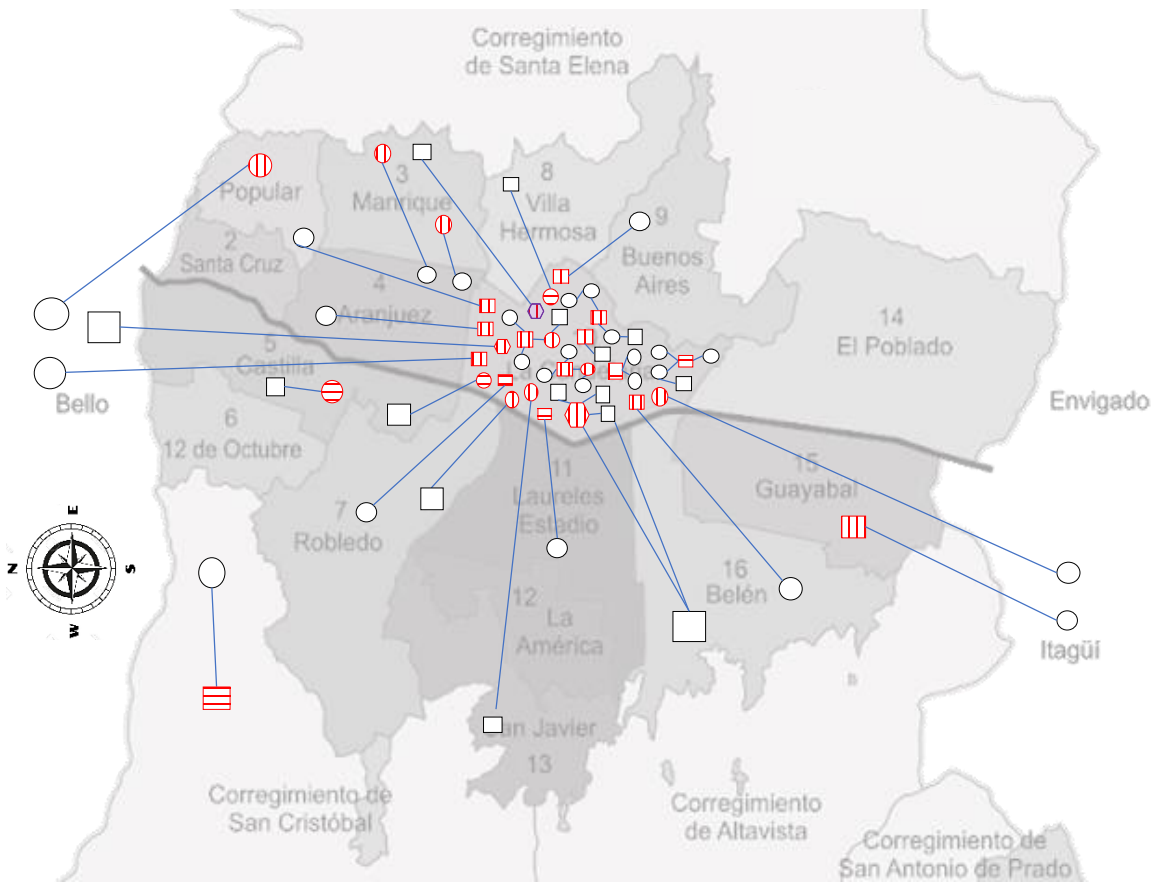 Corregimiento
de Santa Elena
Popular
3
Manrique
8
Villa
Hermosa
9
Buenos
Aires
2
Santa Cruz
4
Aranjuez
14
El Poblado
5
Castilla
Bello
Envigado
6
12 de Octubre
11
Laureles
Estadio
15
Guayabal
7
Robledo
E
N
S
W
16
Belén
12
La
América
Itagüí
San Javier
13
Corregimiento de
San Cristóbal
Corregimiento
de Altavista
Corregimiento de
San Antonio de Prado